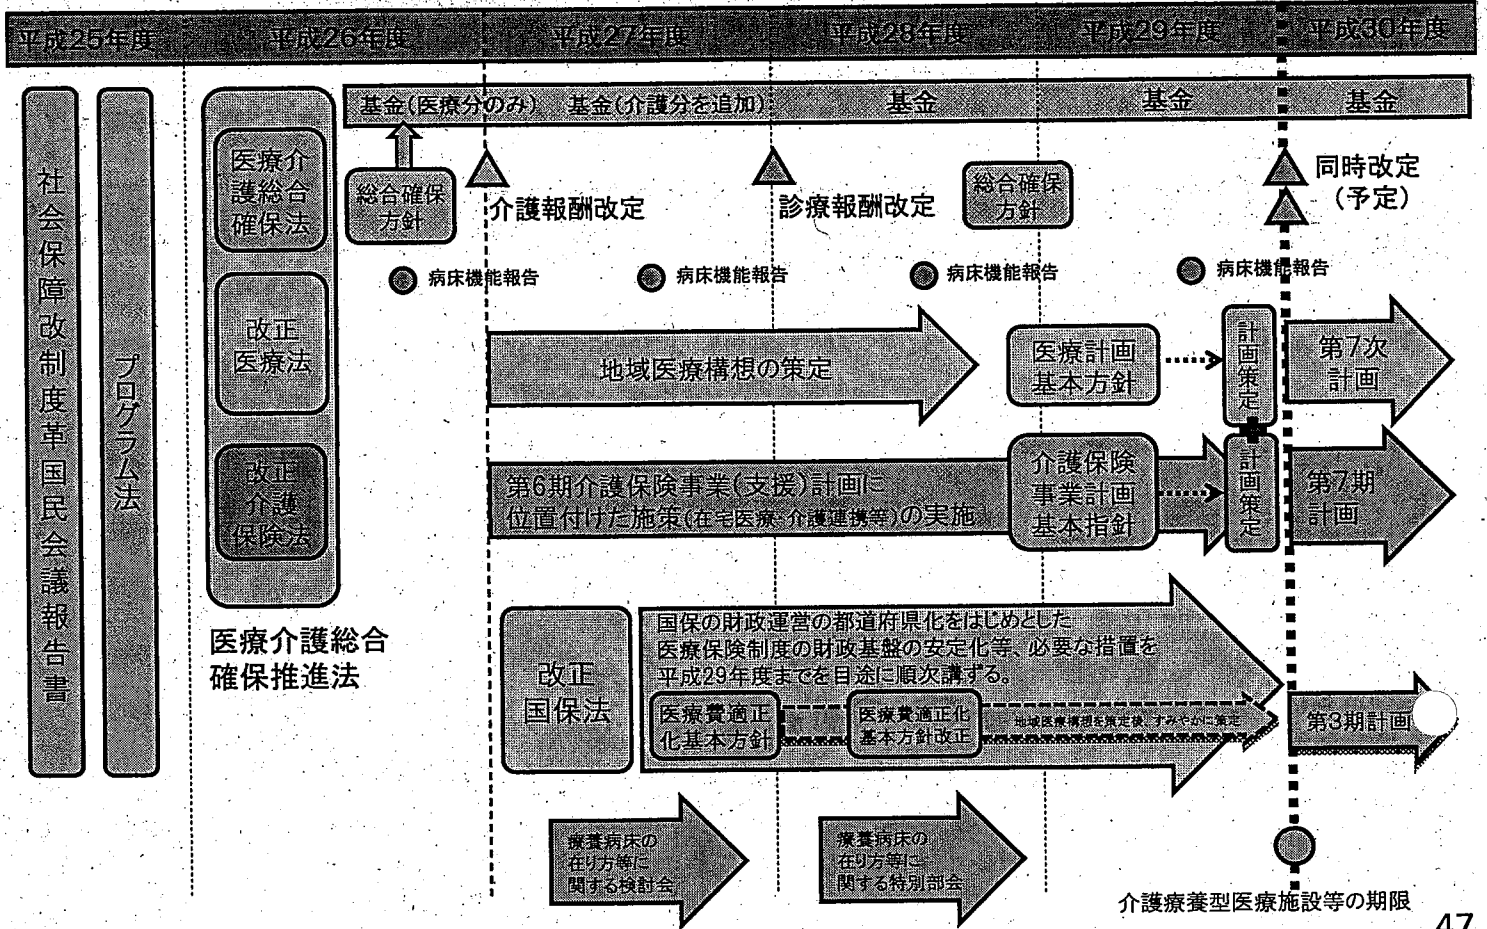 平成25年度
平成26年度
平成27年度
平成28年度
平成29年度
平成30年度
社会保障改制度革国民会議報告書
プログラム法
医療介
護総合
確保法
改正
医療法
改正
介護
保険法
医療介護総合
確保推進法
基金(医療分のみ)
基金(介護分を追加)
基金
基金
基金
総合確保
方針
介護報酬改定
診療報酬改定
総合確保
方針
同時改定
(予定)
病床機能報告
病床機能報告
病床機能報告
病床機能報告
地域医療構想の策定
医療計画
基本方針
計画策定
第7次
計画
第6期介護保険事業(支援)計画に
位置付けた施策(在宅医療・介護連携等)の実施
介護保険
事業計画
基本指針
計画策定
第7期
計画
改正
国保法
国保の財政運営の都道府県化をはじめとした
医療保険制度の財政基盤の安定化等、必要な措置を
平成29年度までを目途に順次講ずる。
医療費適正
化基本方針
医療費適正化
基本方針改正
地域医療構想を策定後、すみやかに策定
第3期計画
療養病床の
在り方等に
関する検討会
療養病床の
在り方等に
関する特別部会
介護療養型医療施設等の期限
47